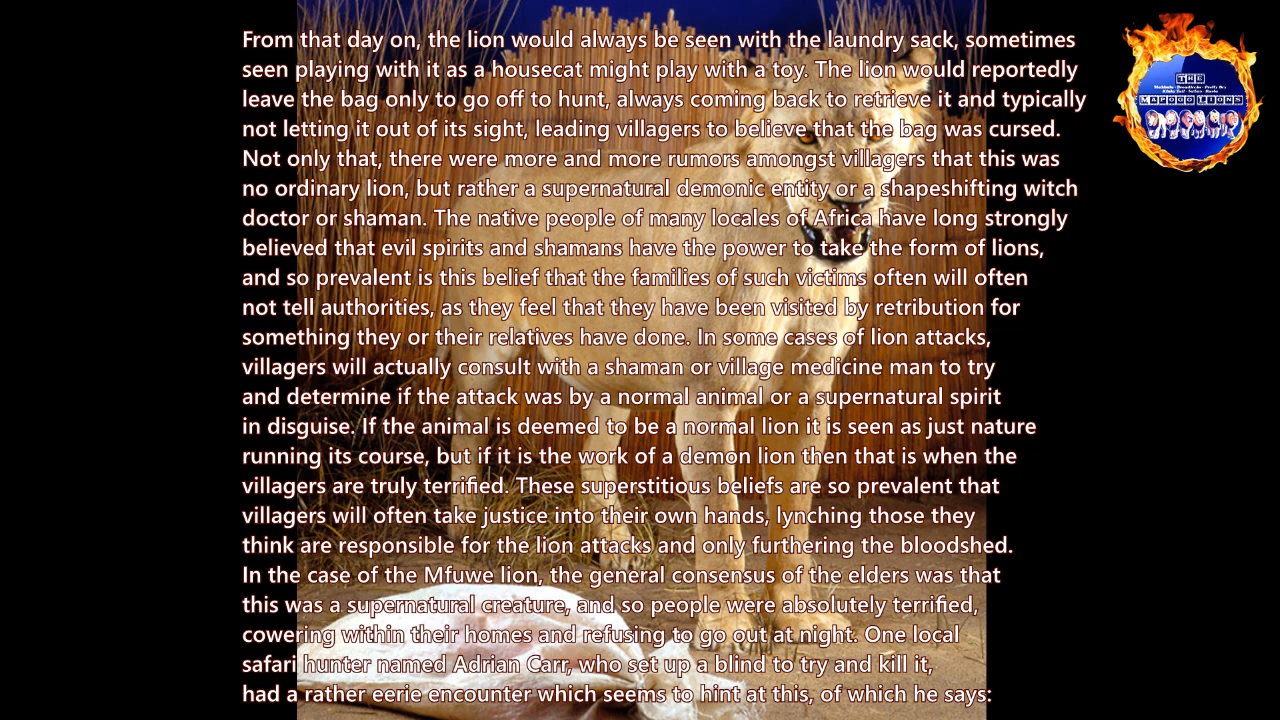 From that day on, the lion would always be seen with the laundry sack, sometimes
seen playing with it as a housecat might play with a toy. The lion would reportedly
leave the bag only to go off to hunt, always coming back to retrieve it and typically
not letting it out of its sight, leading villagers to believe that the bag was cursed.
Not only that, there were more and more rumors amongst villagers that this was
no ordinary lion, but rather a supernatural demonic entity or a shapeshifting witch
doctor or shaman. The native people of many locales of Africa have long strongly
believed that evil spirits and shamans have the power to take the form of lions,
and so prevalent is this belief that the families of such victims often will often
not tell authorities, as they feel that they have been visited by retribution for
something they or their relatives have done. In some cases of lion attacks,
villagers will actually consult with a shaman or village medicine man to try
and determine if the attack was by a normal animal or a supernatural spirit
in disguise. If the animal is deemed to be a normal lion it is seen as just nature
running its course, but if it is the work of a demon lion then that is when the
villagers are truly terrified. These superstitious beliefs are so prevalent that
villagers will often take justice into their own hands, lynching those they
think are responsible for the lion attacks and only furthering the bloodshed.
In the case of the Mfuwe lion, the general consensus of the elders was that
this was a supernatural creature, and so people were absolutely terrified,
cowering within their homes and refusing to go out at night. One local
safari hunter named Adrian Carr, who set up a blind to try and kill it,
had a rather eerie encounter which seems to hint at this, of which he says:
THE
MAPOGO LIONS